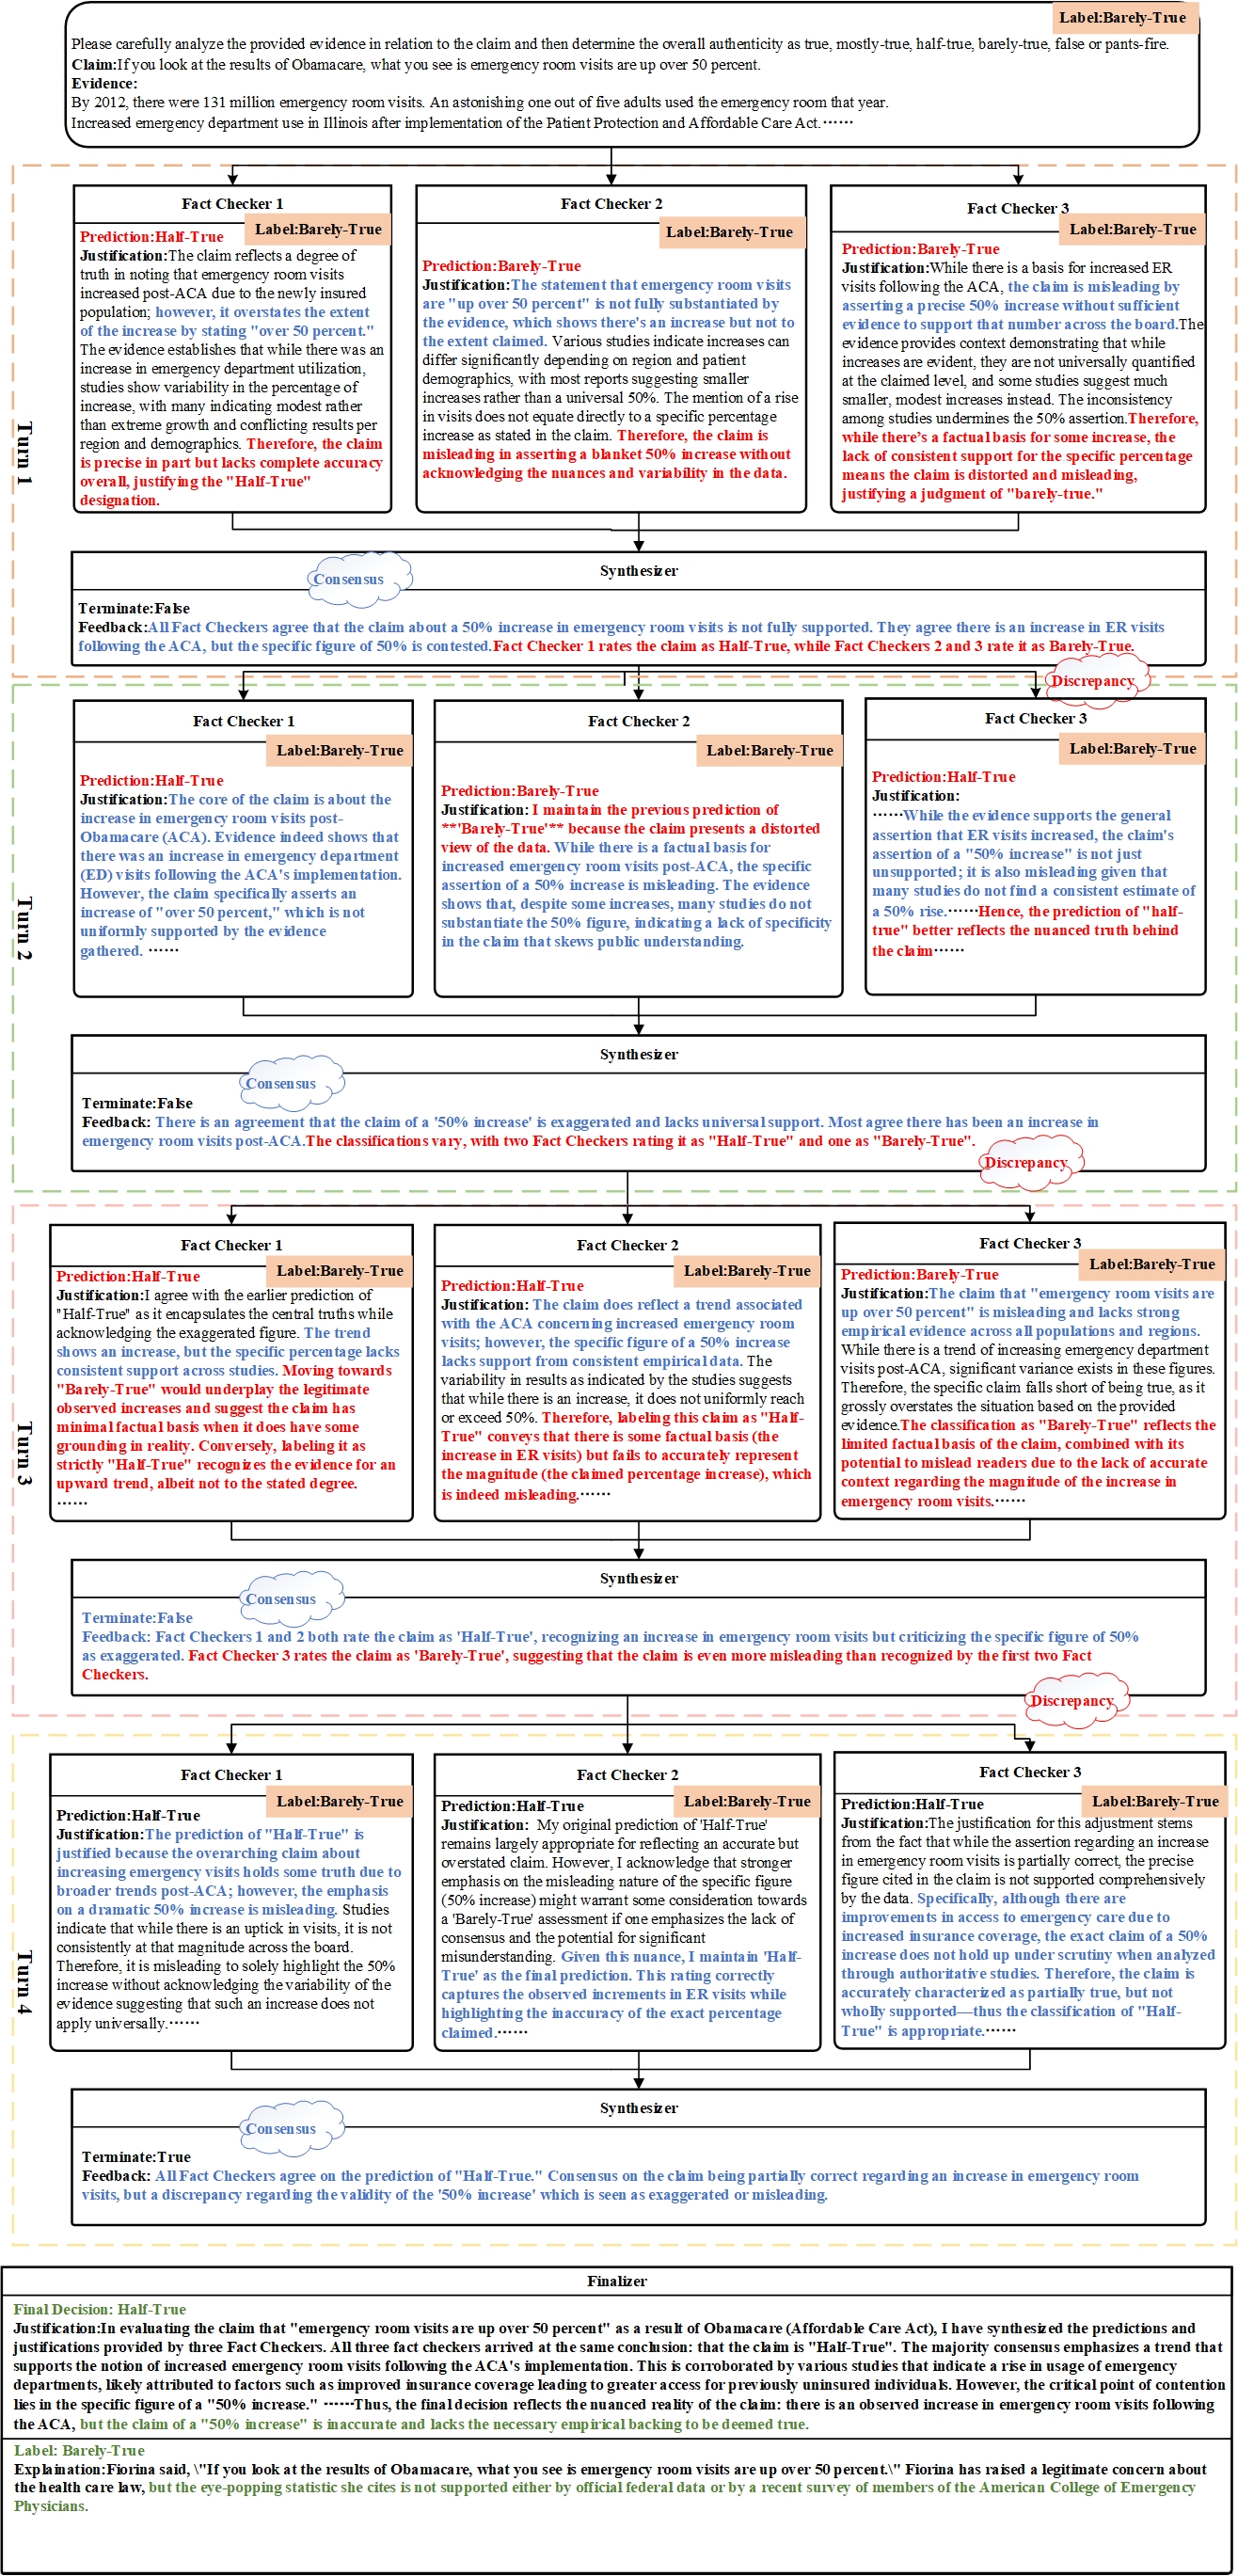 Label:Barely-True
Please carefully analyze the provided evidence in relation to the claim and then determine the overall authenticity as true, mostly-true, half-true, barely-true, false or pants-fire.
Claim:If you look at the results of Obamacare, what you see is emergency room visits are up over 50 percent.
Evidence:
By 2012, there were 131 million emergency room visits. An astonishing one out of five adults used the emergency room that year.
Increased emergency department use in Illinois after implementation of the Patient Protection and Affordable Care Act.······
Turn 1
Fact Checker 1
Label:Barely-True
Prediction:Half-True
Justification:The claim reflects a degree of
truth in noting that emergency room visits
increased post-ACA due to the newly insured
population; however, it overstates the extent
of the increase by stating "over 50 percent."
The evidence establishes that while there was an
increase in emergency department utilization,
studies show variability in the percentage of
increase, with many indicating modest rather
than extreme growth and conflicting results per
region and demographics. Therefore, the claim
is precise in part but lacks complete accuracy
overall, justifying the "Half-True"
designation.
Fact Checker 2
Label:Barely-True
Prediction:Barely-True
Justification:The statement that emergency room visits
are "up over 50 percent" is not fully substantiated by
the evidence, which shows there's an increase but not to
the extent claimed. Various studies indicate increases can
differ significantly depending on region and patient
demographics, with most reports suggesting smaller
increases rather than a universal 50%. The mention of a rise
in visits does not equate directly to a specific percentage
increase as stated in the claim. Therefore, the claim is
misleading in asserting a blanket 50% increase without
acknowledging the nuances and variability in the data.
Fact Checker 3
Label:Barely-True
Prediction:Barely-True
Justification:While there is a basis for increased ER
visits following the ACA, the claim is misleading by
asserting a precise 50% increase without sufficient
evidence to support that number across the board.The
evidence provides context demonstrating that while
increases are evident, they are not universally quantified
at the claimed level, and some studies suggest much
smaller, modest increases instead. The inconsistency
among studies undermines the 50% assertion.Therefore,
while there's a factual basis for some increase, the
lack of consistent support for the specific percentage
means the claim is distorted and misleading,
justifying a judgment of "barely-true."
Synthesizer
Consensus
Terminate:False
Feedback:All Fact Checkers agree that the claim about a 50% increase in emergency room visits is not fully supported. They agree there is an increase in ER visits
following the ACA, but the specific figure of 50% is contested.Fact Checker 1 rates the claim as Half-True, while Fact Checkers 2 and 3 rate it as Barely-True.
Discrepancy
Turn 2
Fact Checker 1
Label:Barely-True
Prediction:Half-True
Justification:The core of the claim is about the
increase in emergency room visits post-
Obamacare (ACA). Evidence indeed shows that
there was an increase in emergency department
(ED) visits following the ACA's implementation.
However, the claim specifically asserts an
increase of "over 50 percent," which is not
uniformly supported by the evidence
gathered. ······
Fact Checker 2
Label:Barely-True
Prediction:Barely-True
Justification: I maintain the previous prediction of
**'Barely-True'** because the claim presents a distorted
view of the data. While there is a factual basis for
increased emergency room visits post-ACA, the specific
assertion of a 50% increase is misleading. The evidence
shows that, despite some increases, many studies do not
substantiate the 50% figure, indicating a lack of specificity
in the claim that skews public understanding.
Fact Checker 3
Label:Barely-True
Prediction:Half-True
Justification:
······While the evidence supports the general
assertion that ER visits increased, the claim's
assertion of a "50% increase" is not just
unsupported; it is also misleading given that
many studies do not find a consistent estimate of
a 50% rise.······Hence, the prediction of "half-
true" better reflects the nuanced truth behind
the claim······
Synthesizer
Consensus
Terminate:False
Feedback: There is an agreement that the claim of a '50% increase' is exaggerated and lacks universal support. Most agree there has been an increase in
emergency room visits post-ACA.The classifications vary, with two Fact Checkers rating it as "Half-True" and one as "Barely-True".
Discrepancy
Turn 3
Fact Checker 1
Label:Barely-True
Prediction:Half-True
Justification:I agree with the earlier prediction of
"Half-True" as it encapsulates the central truths while
acknowledging the exaggerated figure. The trend
shows an increase, but the specific percentage lacks
consistent support across studies. Moving towards
"Barely-True" would underplay the legitimate
observed increases and suggest the claim has
minimal factual basis when it does have some
grounding in reality. Conversely, labeling it as
strictly "Half-True" recognizes the evidence for an
upward trend, albeit not to the stated degree.
······
Fact Checker 2
Label:Barely-True
Prediction:Half-True
Justification: The claim does reflect a trend associated
with the ACA concerning increased emergency room
visits; however, the specific figure of a 50% increase
lacks support from consistent empirical data. The
variability in results as indicated by the studies suggests
that while there is an increase, it does not uniformly reach
or exceed 50%. Therefore, labeling this claim as "Half-
True" conveys that there is some factual basis (the
increase in ER visits) but fails to accurately represent
the magnitude (the claimed percentage increase), which
is indeed misleading.······
Fact Checker 3
Label:Barely-True
Prediction:Barely-True
Justification:The claim that "emergency room visits are
up over 50 percent" is misleading and lacks strong
empirical evidence across all populations and regions.
While there is a trend of increasing emergency department
visits post-ACA, significant variance exists in these figures.
Therefore, the specific claim falls short of being true, as it
grossly overstates the situation based on the provided
evidence.The classification as "Barely-True" reflects the
limited factual basis of the claim, combined with its
potential to mislead readers due to the lack of accurate
context regarding the magnitude of the increase in
emergency room visits.······
Synthesizer
Consensus
Terminate:False
Feedback: Fact Checkers 1 and 2 both rate the claim as 'Half-True', recognizing an increase in emergency room visits but criticizing the specific figure of 50%
as exaggerated. Fact Checker 3 rates the claim as 'Barely-True', suggesting that the claim is even more misleading than recognized by the first two Fact
Checkers.
Discrepancy
Turn 4
Fact Checker 1
Label:Barely-True
Prediction:Half-True
Justification:The prediction of "Half-True" is
justified because the overarching claim about
increasing emergency visits holds some truth due to
broader trends post-ACA; however, the emphasis
on a dramatic 50% increase is misleading. Studies
indicate that while there is an uptick in visits, it is not
consistently at that magnitude across the board.
Therefore, it is misleading to solely highlight the 50%
increase without acknowledging the variability of the
evidence suggesting that such an increase does not
apply universally.······
Fact Checker 2
Label:Barely-True
Prediction:Half-True
Justification: My original prediction of 'Half-True'
remains largely appropriate for reflecting an accurate but
overstated claim. However, I acknowledge that stronger
emphasis on the misleading nature of the specific figure
(50% increase) might warrant some consideration towards
a 'Barely-True' assessment if one emphasizes the lack of
consensus and the potential for significant
misunderstanding. Given this nuance, I maintain 'Half-
True' as the final prediction. This rating correctly
captures the observed increments in ER visits while
highlighting the inaccuracy of the exact percentage
claimed.······
Fact Checker 3
Label:Barely-True
Prediction:Half-True
Justification:The justification for this adjustment stems
from the fact that while the assertion regarding an increase
in emergency room visits is partially correct, the precise
figure cited in the claim is not supported comprehensively
by the data. Specifically, although there are
improvements in access to emergency care due to
increased insurance coverage, the exact claim of a 50%
increase does not hold up under scrutiny when analyzed
through authoritative studies. Therefore, the claim is
accurately characterized as partially true, but not
wholly supported—thus the classification of "Half-
True" is appropriate.······
Synthesizer
Consensus
Terminate:True
Feedback: All Fact Checkers agree on the prediction of "Half-True." Consensus on the claim being partially correct regarding an increase in emergency room
visits, but a discrepancy regarding the validity of the '50% increase' which is seen as exaggerated or misleading.
Finalizer
Final Decision: Half-True
Justification:In evaluating the claim that "emergency room visits are up over 50 percent" as a result of Obamacare (Affordable Care Act), I have synthesized the predictions and
justifications provided by three Fact Checkers. All three fact checkers arrived at the same conclusion: that the claim is "Half-True". The majority consensus emphasizes a trend that
supports the notion of increased emergency room visits following the ACA's implementation. This is corroborated by various studies that indicate a rise in usage of emergency
departments, likely attributed to factors such as improved insurance coverage leading to greater access for previously uninsured individuals. However, the critical point of contention
lies in the specific figure of a "50% increase." ······Thus, the final decision reflects the nuanced reality of the claim: there is an observed increase in emergency room visits following
the ACA, but the claim of a "50% increase" is inaccurate and lacks the necessary empirical backing to be deemed true.
Label: Barely-True
Explaination:Fiorina said, \"If you look at the results of Obamacare, what you see is emergency room visits are up over 50 percent.\" Fiorina has raised a legitimate concern about
the health care law, but the eye-popping statistic she cites is not supported either by official federal data or by a recent survey of members of the American College of Emergency
Physicians.